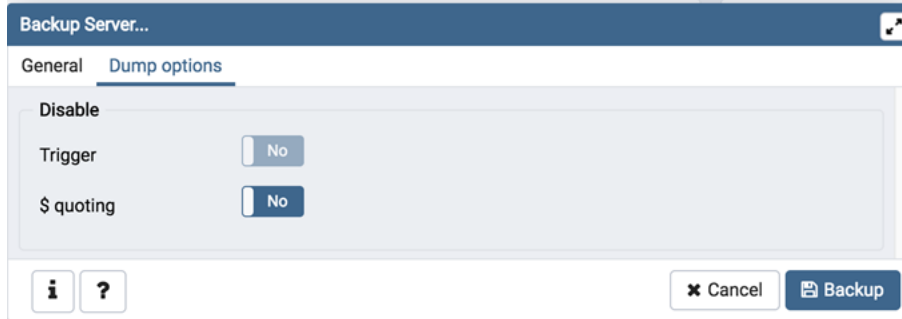 Backup Server...
General Dump options
Disable
Trigger No
$ quoting No
i ? ✖ Cancel Backup